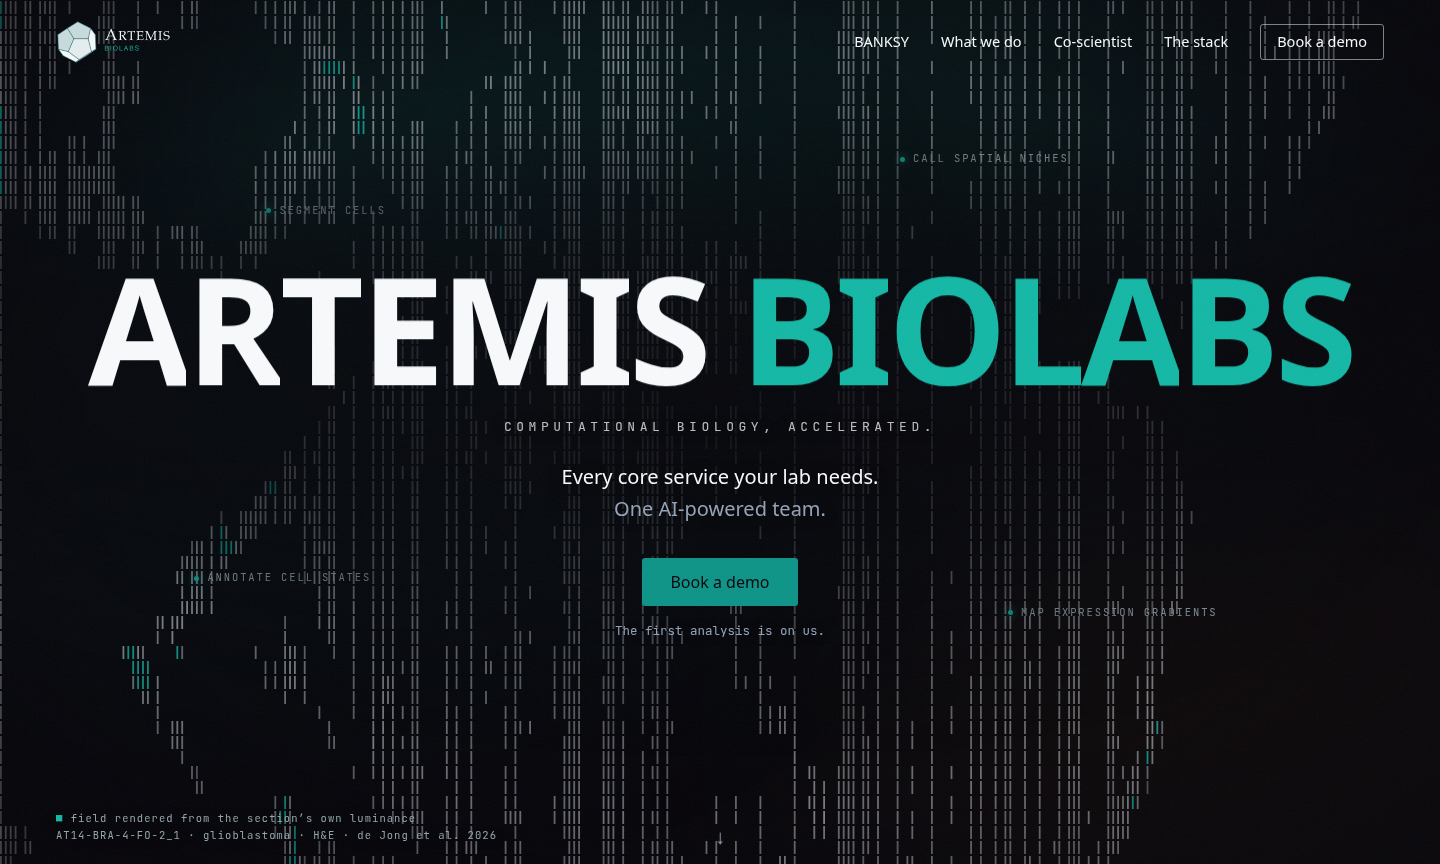 ARTEMIS
BIOLABS
BANKSY
What we do
Co-scientist
The stack
Book a demo
CALL SPATIAL NICHES
SEGMENT CELLS
ARTEMIS BIOLABS
COMPUTATIONAL BIOLOGY, ACCELERATED.
Every core service your lab needs.
One AI-powered team.
Book a demo
ANNOTATE CELL STATES
MAP EXPRESSION GRADIENTS
The first analysis is on us.
field rendered from the section’s own luminance
AT14-BRA-4-FO-2_1 · glioblastoma · H&E · de Jong et al. 2026
↓